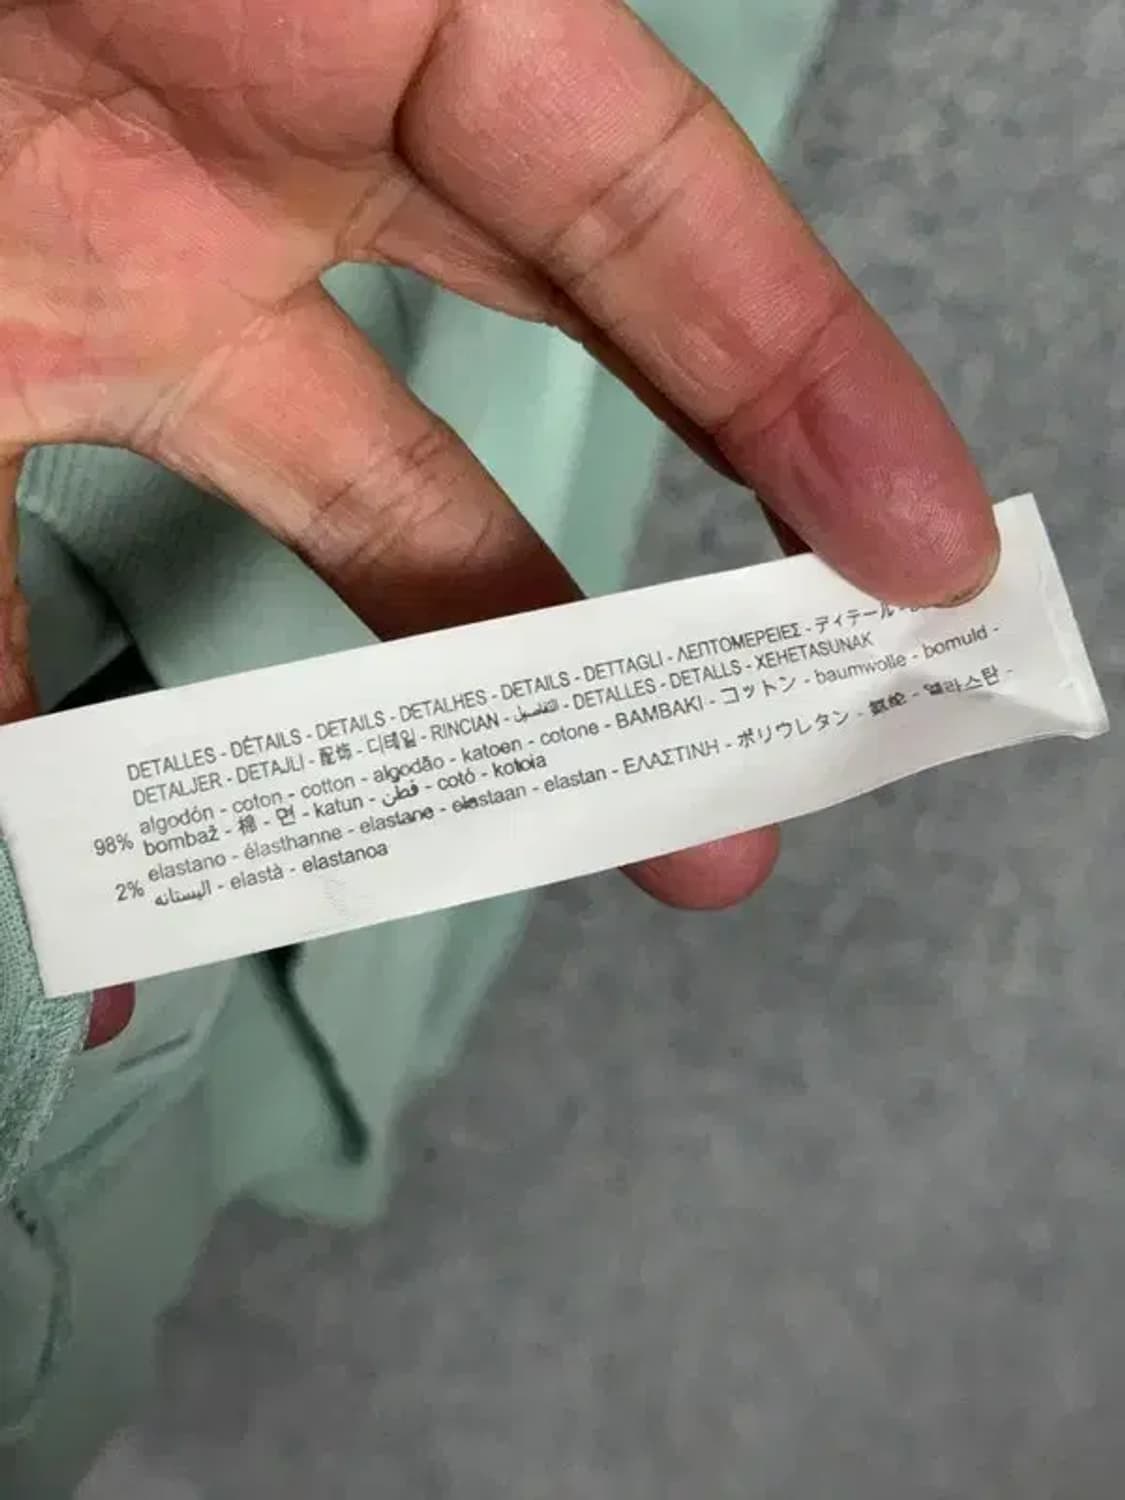 DETALLES - DÉTAILS - DETAILS - DETALHES - DETAILS - DETTAGLI - ΛΕΠΤΟΜΕΡΕΙΕΣ - ディテール -
DETALJER - DETAJLI - 配饰 - 디테일 - RINCIAN - التفاصيل - DETALLES - DETALLS - XEHETASUNAK
98% algodón - coton - cotton - algodão - katoen - cotone - BAMBAKI - コットン - baumwolle - bomuld -
bombaž - 棉 - 면 - katun - قطن - cotó - kotoia
2% elastano - élasthanne - elastane - elastaan - elastan - ΕΛΑΣΤΙΝΗ - ポリウレタン - 氨纶 - 엘라스탄 -
اليستانه - elastà - elastanoa